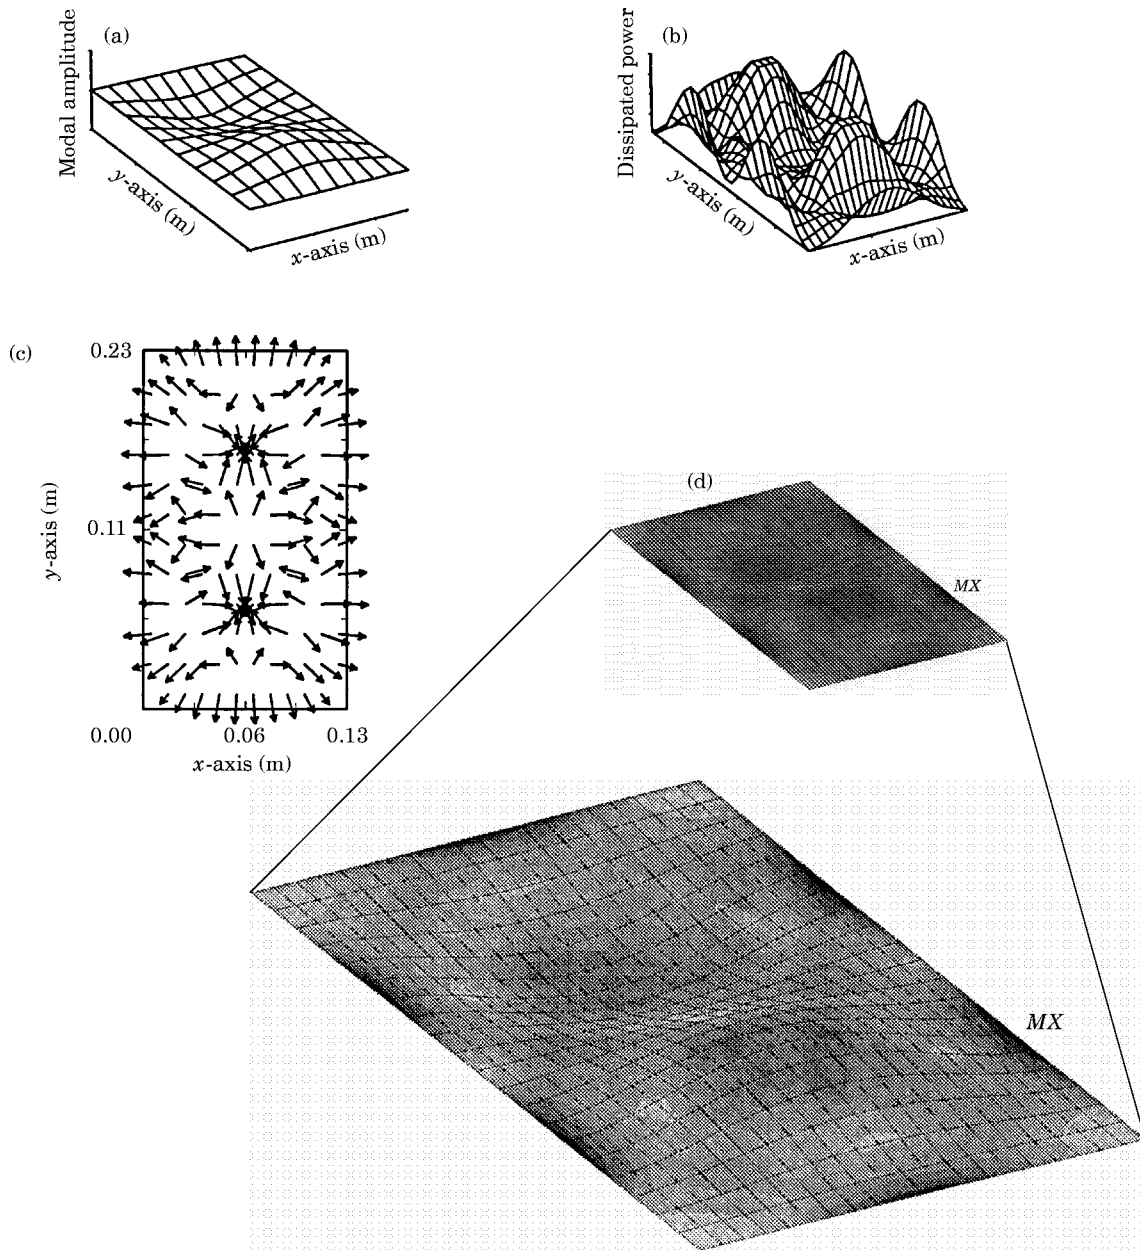 (a)
Modal amplitude
y-axis (m)
x-axis (m)
(b)
Dissipated power
y-axis (m)
x-axis (m)
(c)
0.23
0.11
y-axis (m)
0.00
0.06
0.13
x-axis (m)
(d)
MX
MX